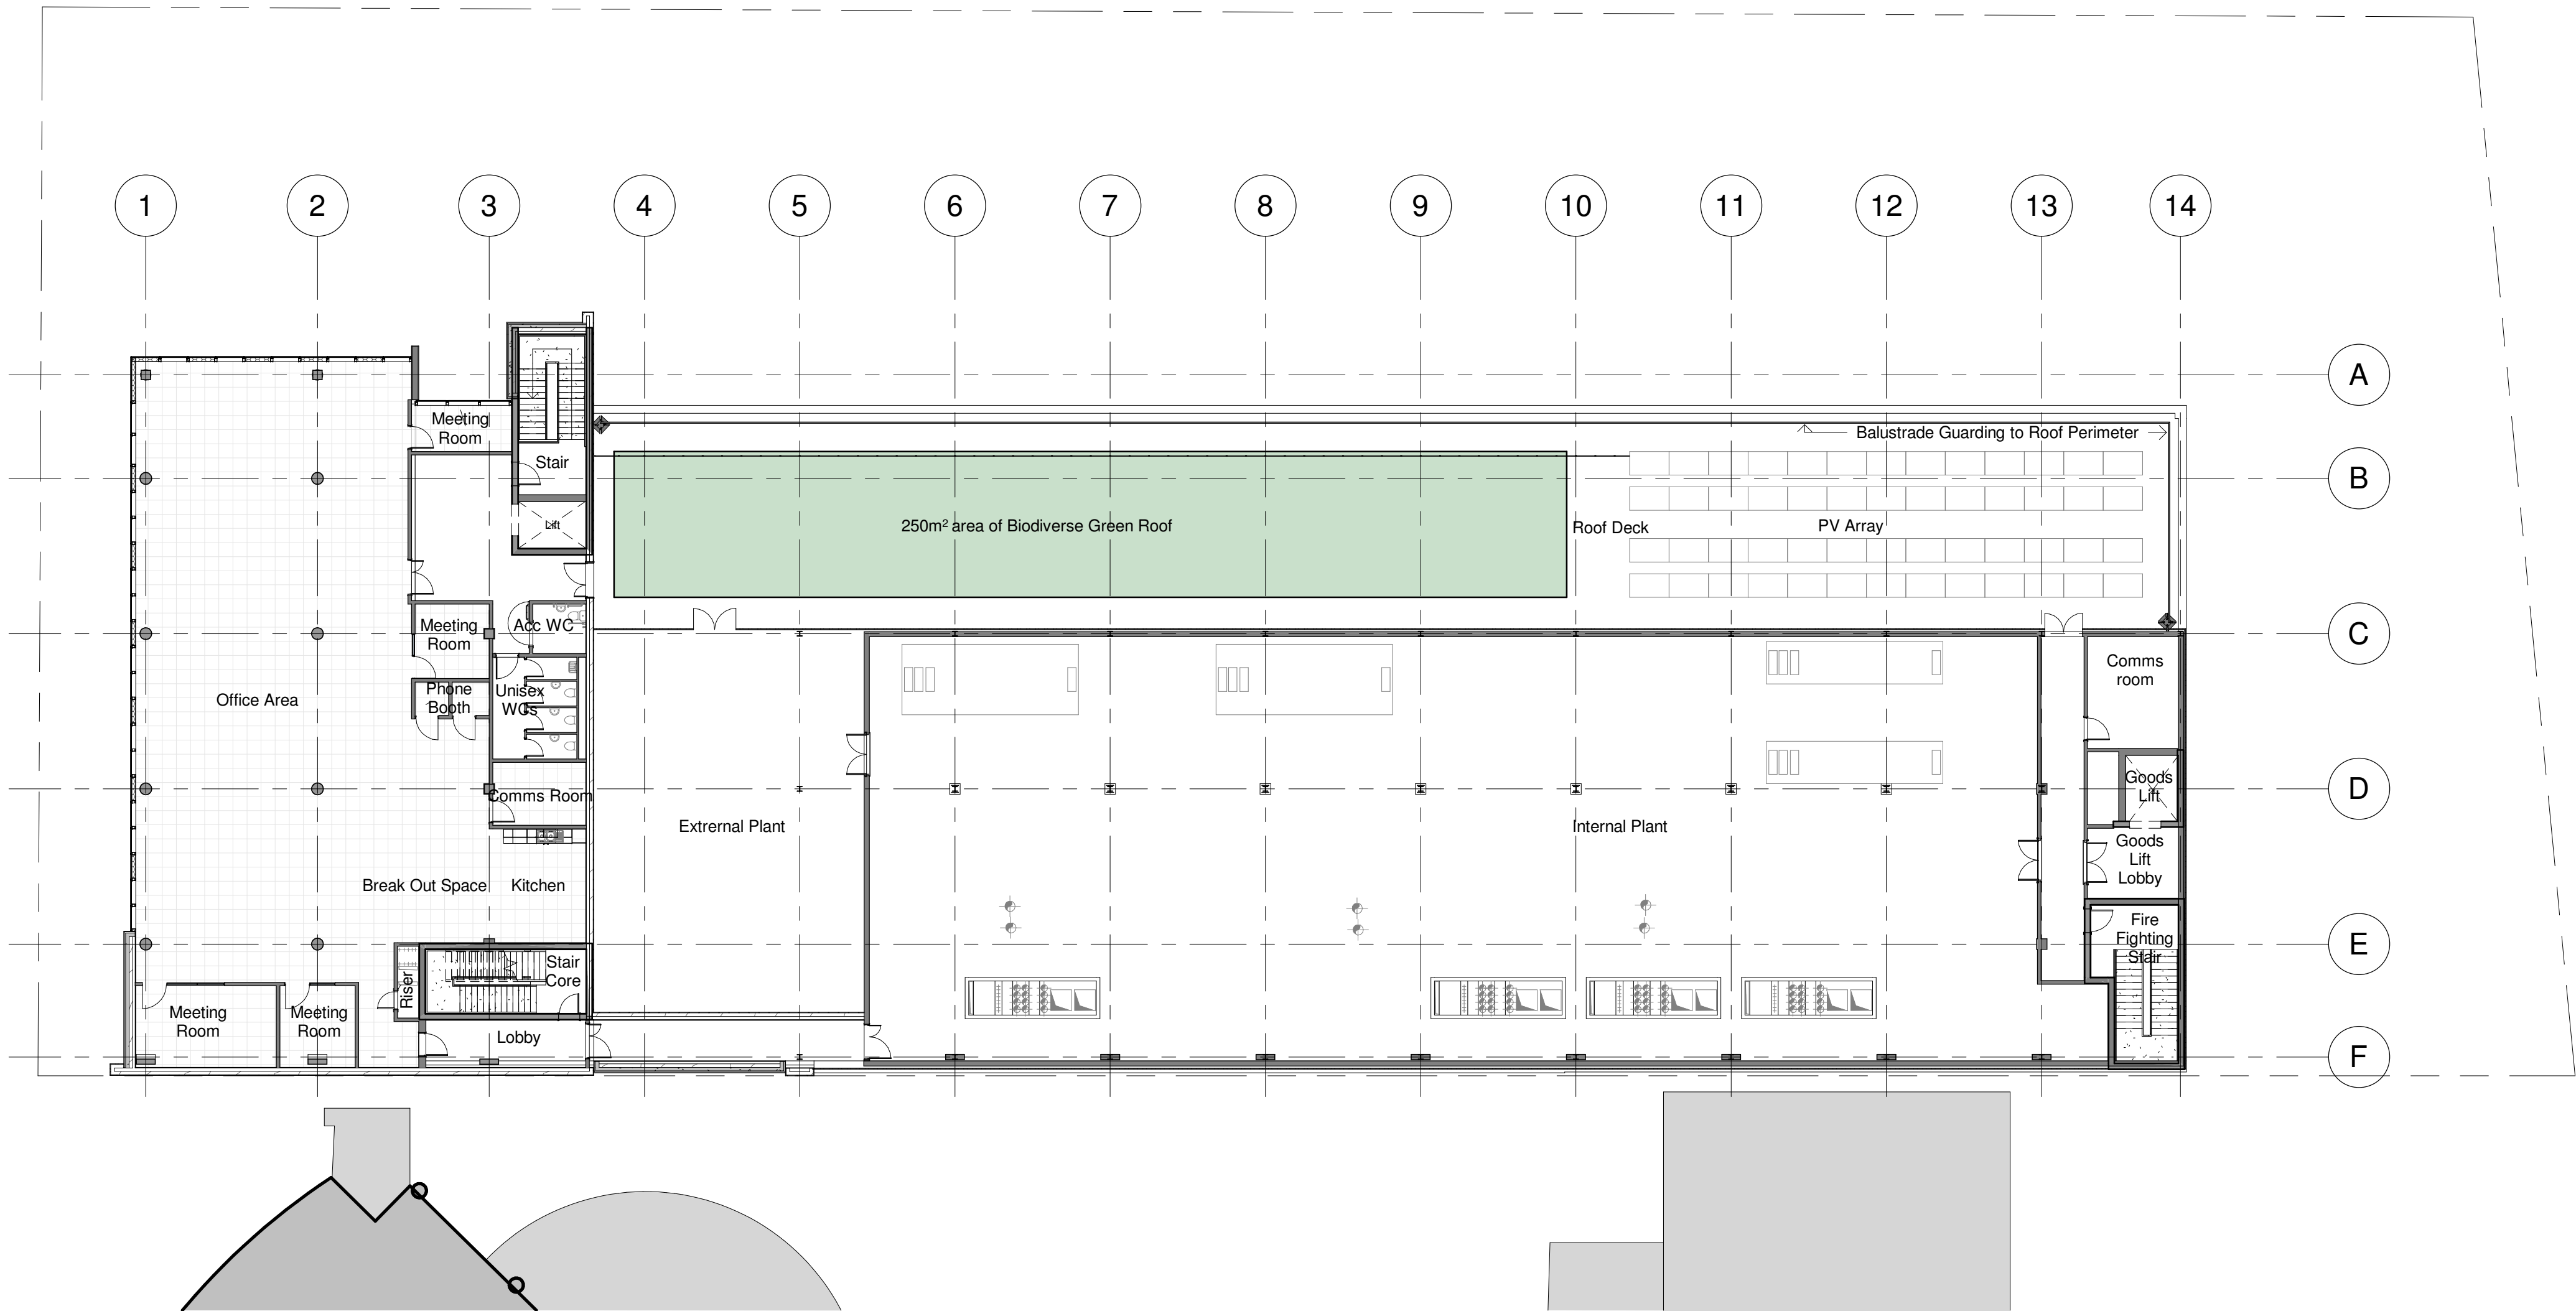 1
2
3
4
5
6
7
8
9
10
11
12
13
14
A
B
C
D
E
F
Meeting
Room
Stair
Lift
Balustrade Guarding to Roof Perimeter
250m² area of Biodiverse Green Roof
Roof Deck
PV Array
Meeting
Room
Acc WC
Phone
Booth
Unisex
WCs
Office Area
Comms Room
Break Out Space
Kitchen
Extrernal Plant
Internal Plant
Comms
room
Goods
Lift
Goods
Lift
Lobby
Fire
Fighting
Stair
Stair
Core
Riser
Meeting
Room
Meeting
Room
Lobby